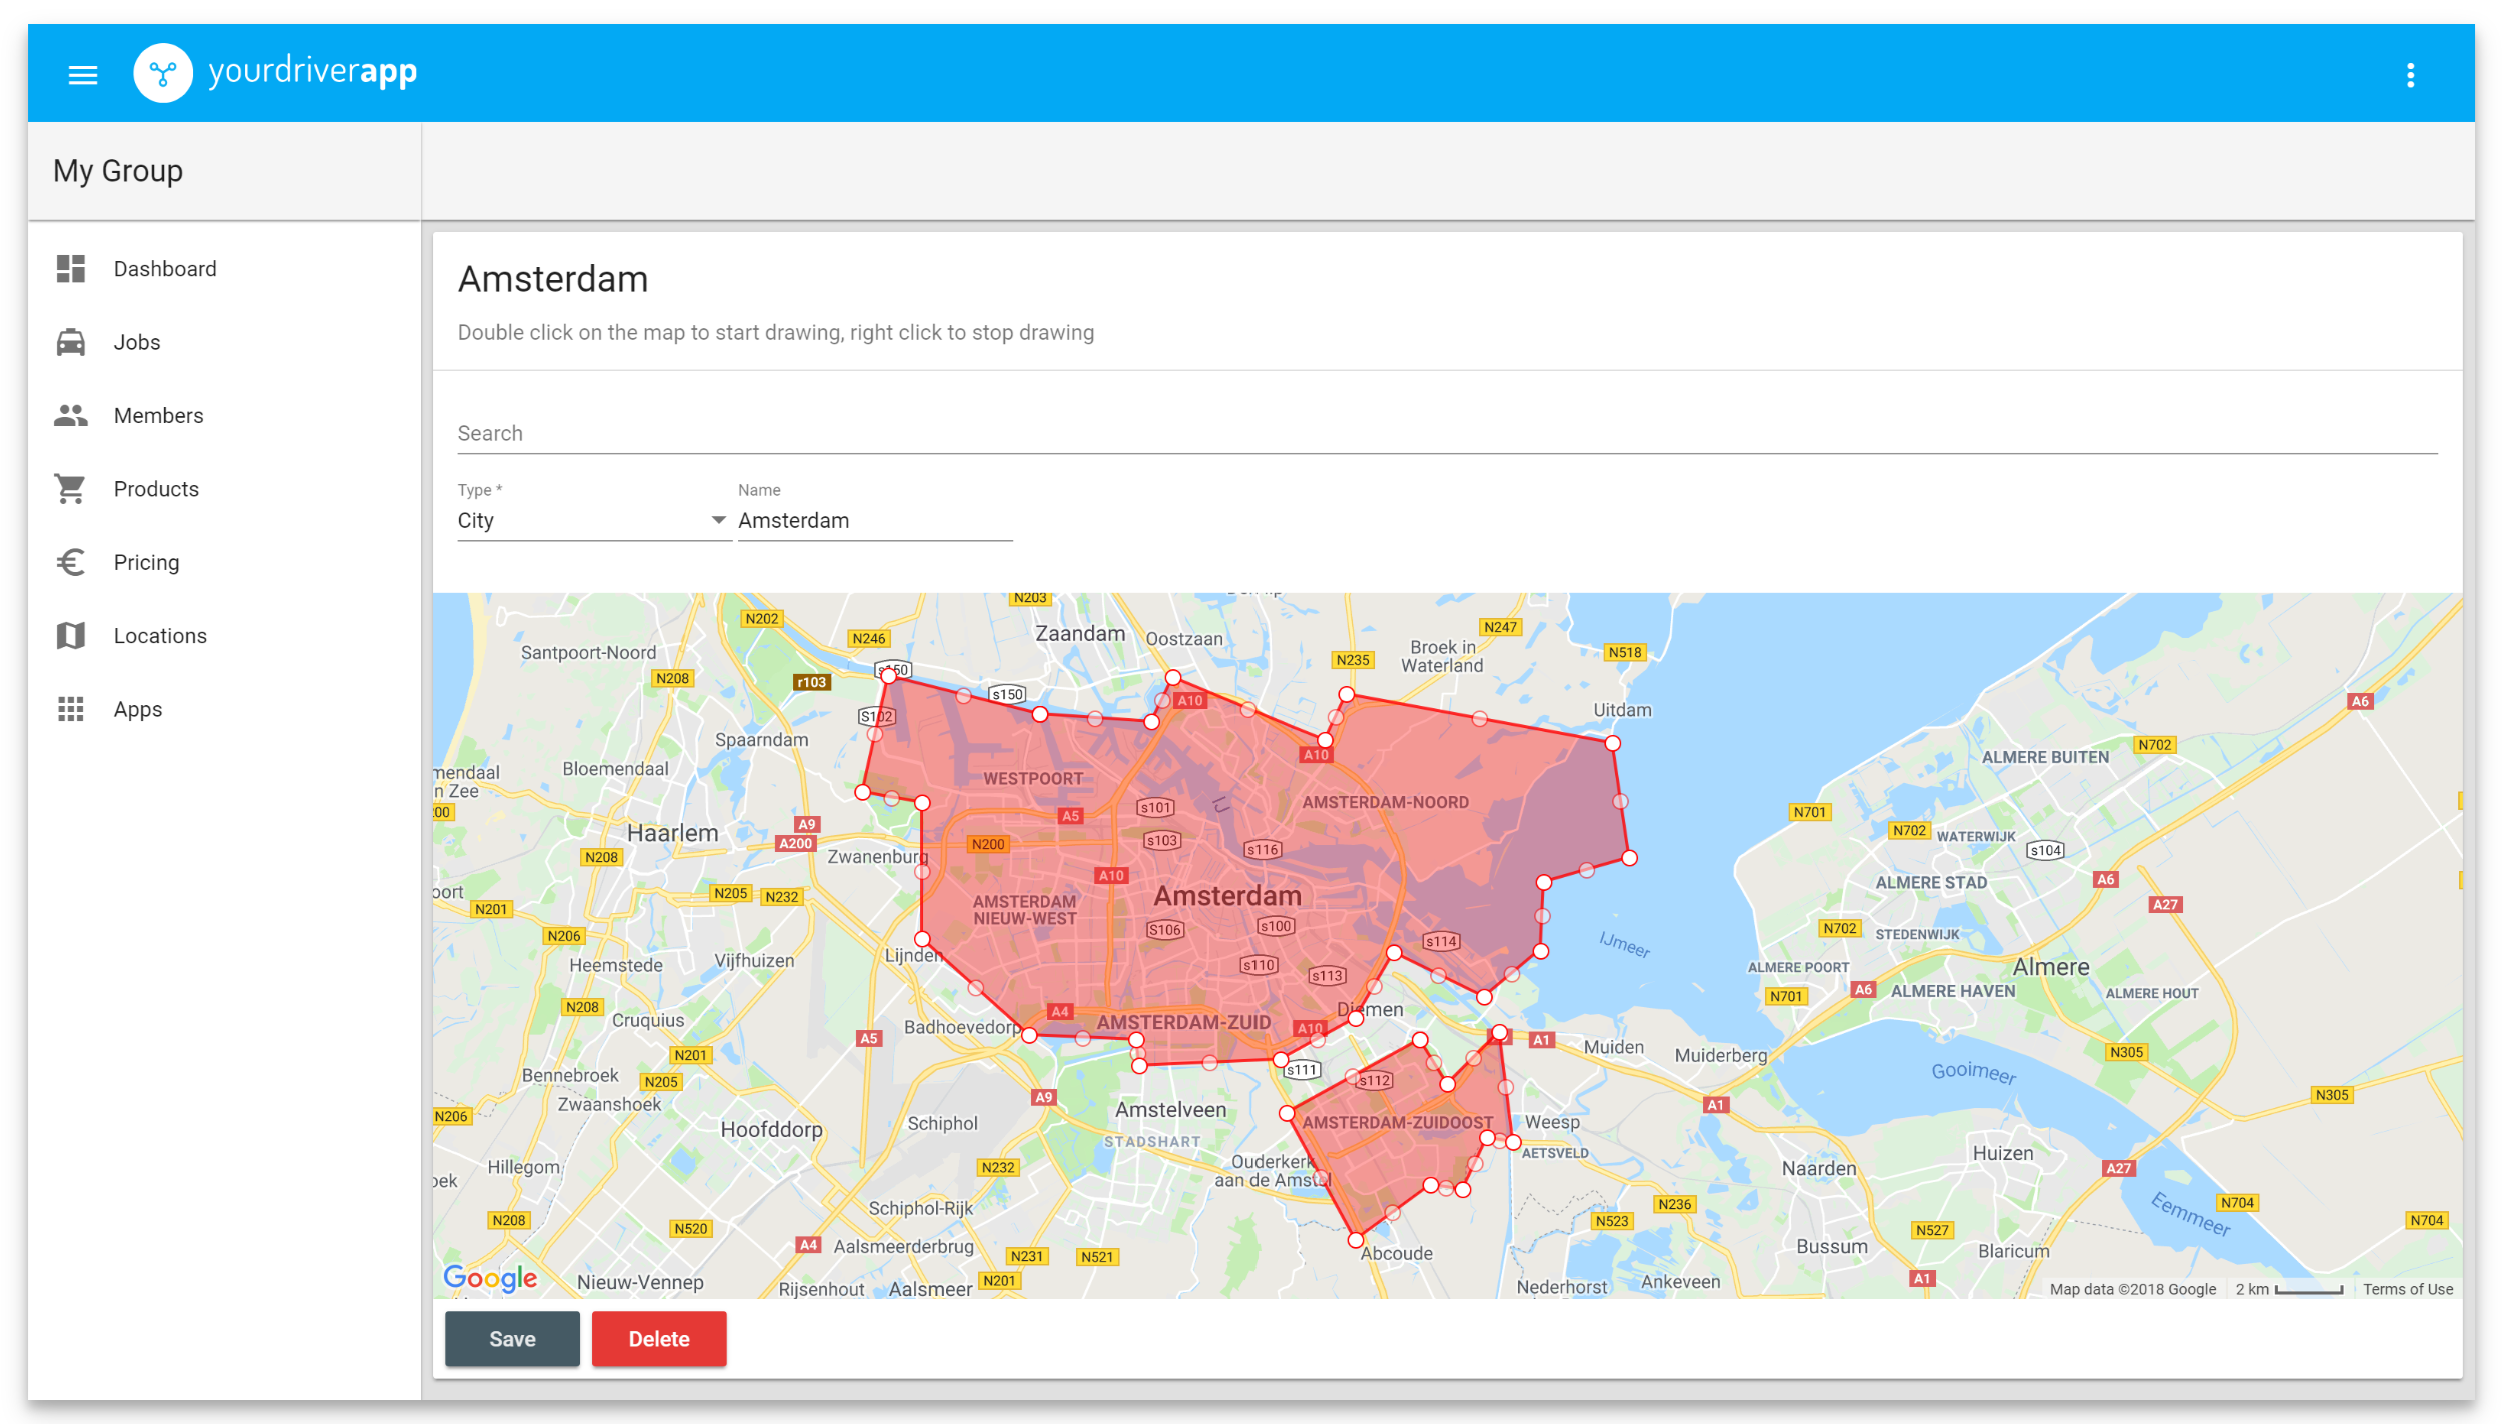 yourdriverapp
My Group
Dashboard
Jobs
Members
Products
Pricing
Locations
Apps
Amsterdam
Double click on the map to start drawing, right click to stop drawing
Search
Type *
Name
City
Amsterdam
N203
N202
N246
Zaandam
Oostzaan
N247
Santpoort-Noord
Broek in
Waterland
N518
N235
s150
N208
r103
s150
A10
A6
S102
Uitdam
Spaarndam
A10
N702
ALMERE BUITEN
Bloemendaal
WESTPOORT
mendaal
n Zee
AMSTERDAM-NOORD
s101
IJ
N701
A5
A9
Haarlem
N702
WATERWIJK
s103
A200
N200
s116
s104
Zwanenburg
N208
A10
ALMERE STAD
A6
oort
N205
N232
Amsterdam
AMSTERDAM
NIEUW-WEST
A27
N201
S106
s100
N702
STEDENWIJK
N206
s114
IJmeer
Lijnden
Vijfhuizen
Heemstede
s110
s113
ALMERE POORT
Almere
A6
ALMERE HAVEN
ALMERE HOUT
N701
N208
Diemen
A4
Cruquius
Badhoevedorp
AMSTERDAM-ZUID
A10
A5
A1
Muiden
Muiderberg
N305
N201
s111
Gooimeer
Bennebroek
N205
s112
N305
A9
Zwaanshoek
A1
N206
Amstelveen
Schiphol
AMSTERDAM-ZUIDOOST
Weesp
Hoofddorp
STADSHART
AETSVELD
Huizen
Hillegom
N232
Ouderkerk
aan de Amstel
Naarden
A27
oek
Schiphol-Rijk
N236
N704
Eemmeer
N208
N520
N523
N704
N527
A4
Aalsmeerderbrug
N231
N521
Abcoude
Bussum
Blaricum
Google
Nieuw-Vennep
N201
Rijsenhout
Aalsmeer
Nederhorst
Ankeveen
A1
Map data ©2018 Google
2 km
Terms of Use
Save
Delete